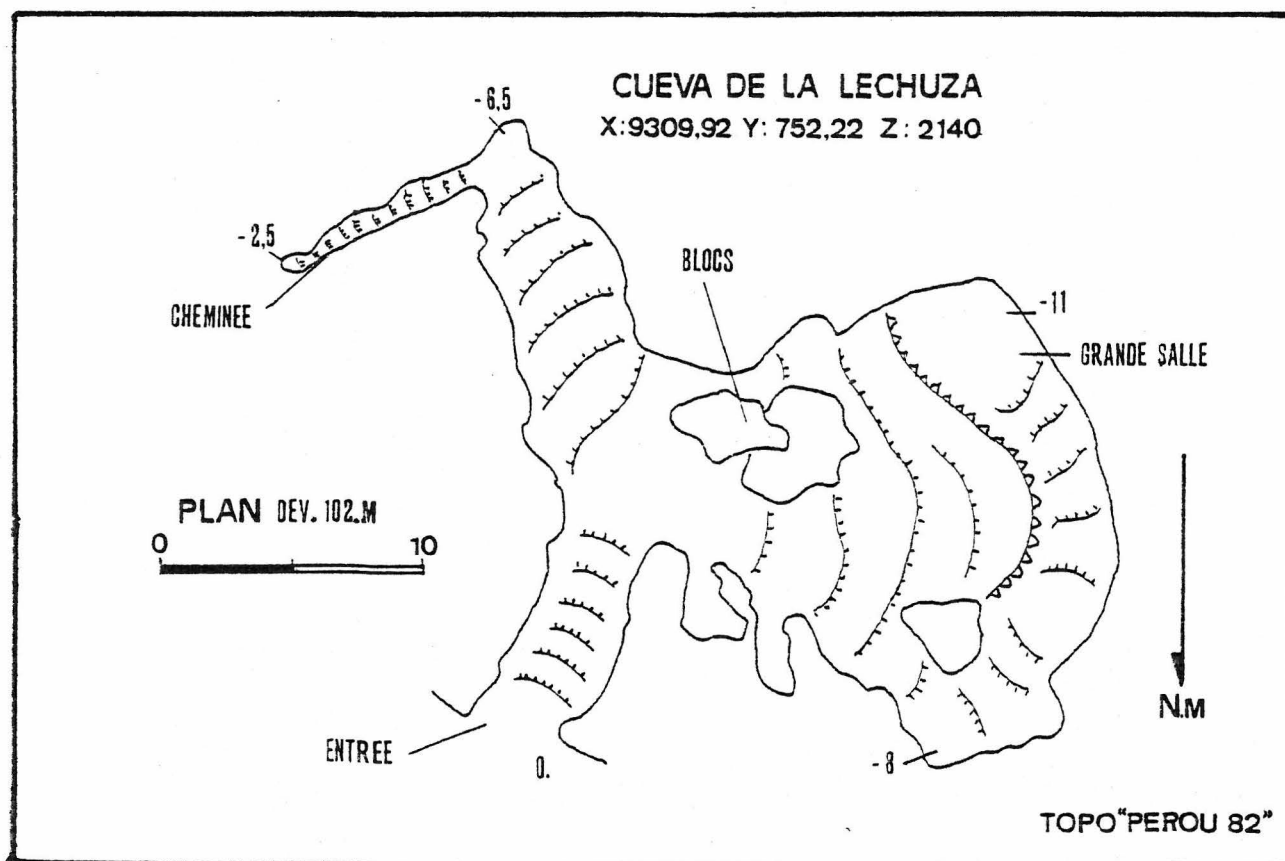 CUEVA DE LA LECHUZA
X:9309,92 Y: 752,22 Z: 2140
-6,5
-2,5
CHEMINEE
BLOCS
-11
GRANDE SALLE
PLAN DEV. 102.M
0 10
N.M
ENTREE
0.
-8
TOPO"PEROU 82"